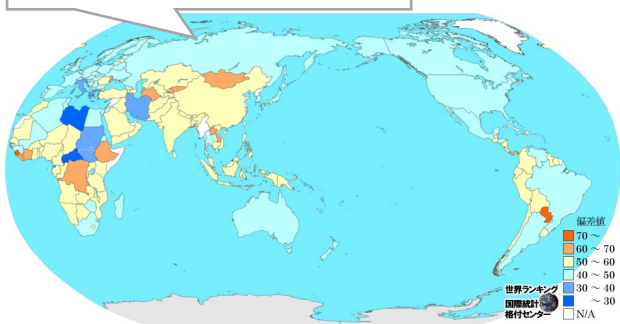 偏差値
70 ～
60 ～ 70
50 ～ 60
40 ～ 50
30 ～ 40
～ 30
N/A
世界ランキング
国際統計
格付センター